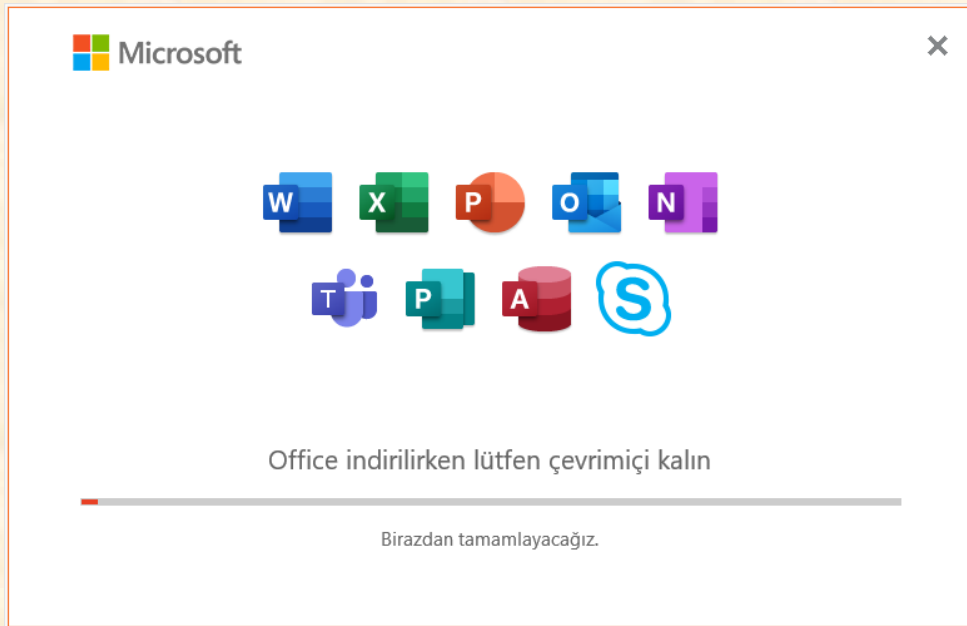 Microsoft
W X P O N
T P A S
Office indirilirken lütfen çevrimiçi kalın
Birazdan tamamlayacağız.